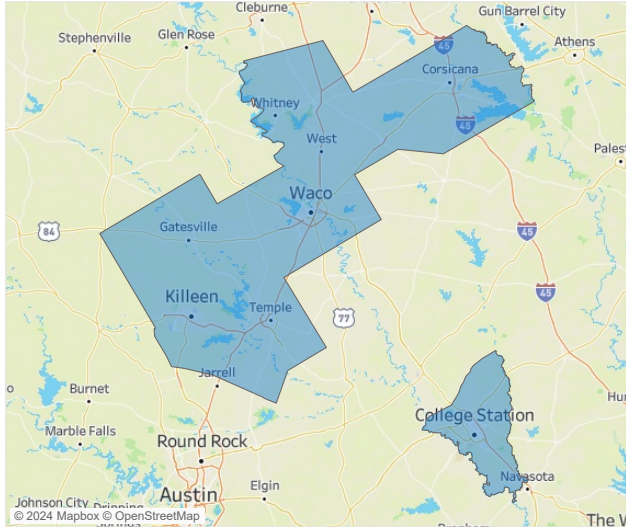 Cleburne
Gun Barrel City
Stephenville
Glen Rose
45
Athens
Corsicana
Whitney
45
West
Palest
Waco
84
Gatesville
45
45
Killeen
Temple
77
Jarrell
Burnet
Hun
College Station
Marble Falls
Round Rock
Navasota
Elgin
Austin
Johnson City
The W
© 2024 Mapbox © OpenStreetMap